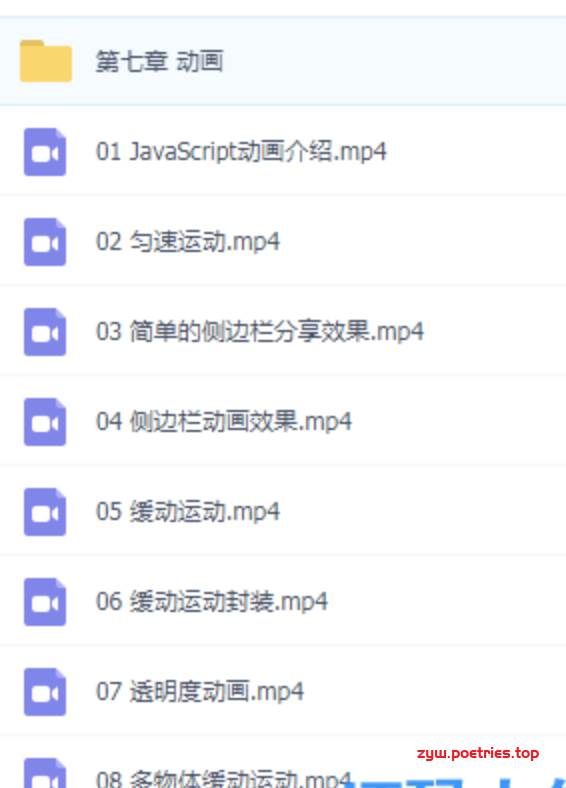 第七章 动画
01 JavaScript动画介绍.mp4
02 匀速运动.mp4
03 简单的侧边栏分享效果.mp4
04 侧边栏动画效果.mp4
05 缓动运动.mp4
06 缓动运动封装.mp4
07 透明度动画.mp4
zyw.poetries.top
08 多物体缓动运动.mp4